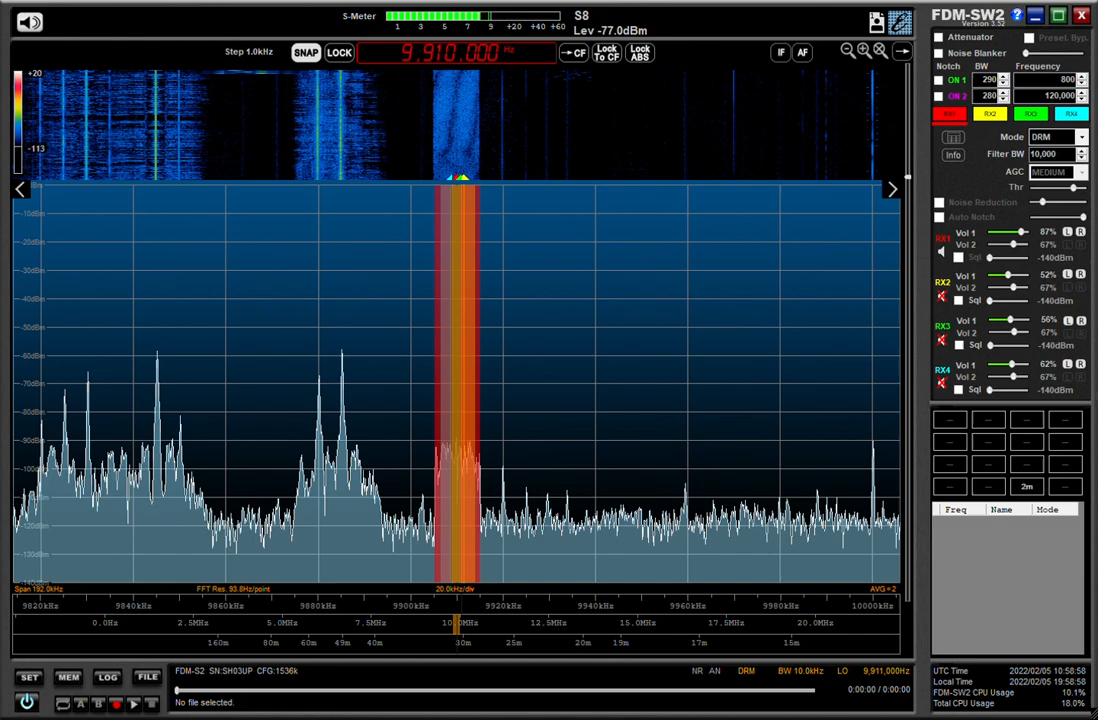 S-Meter
1 3 5 7 9 +20 +40 +60
S8
Lev -77.0dBm
FDM-SW2
Version 3.52
?
X
Step 1.0kHz
SNAP
LOCK
9.910.000 Hz
→CF
Lock To CF
Lock ABS
IF
AF
+20
-113
-10dBm
-20dBm
-30dBm
-40dBm
-50dBm
-60dBm
-70dBm
-80dBm
-90dBm
-100dBm
-110dBm
-120dBm
-130dBm
Span 192.0kHz
FFT Res. 93.8Hz/point
20.0kHz/div
AVG=2
9820kHz 9840kHz 9860kHz 9880kHz 9900kHz 9920kHz 9940kHz 9960kHz 9980kHz 10000kHz
0.0Hz 2.5MHz 5.0MHz 7.5MHz 10.0MHz 12.5MHz 15.0MHz 17.5MHz 20.0MHz
160m 80m 60m 49m 40m 30m 25m 20m 19m 17m 15m
SET
MEM
LOG
FILE
A
B
FDM-S2 SN:SH03UP CFG:1536k
NR AN DRM BW 10.0kHz LO 9,911,000Hz
0:00:00 / 0:00:00
No file selected.
Attenuator
Presel. Byp.
Noise Blanker
Notch BW Frequency
ON 1 290 800
ON 2 280 120,000
RX1 RX2 RX3 RX4
Mode DRM
Info
Filter BW 10,000
AGC MEDIUM
Thr
Noise Reduction
Auto Notch
RX1
Vol 1 87% L R
Vol 2 67% L R
Sql -140dBm
RX2
Vol 1 52% L R
Vol 2 67% L R
Sql -140dBm
RX3
Vol 1 56% L R
Vol 2 67% L R
Sql -140dBm
RX4
Vol 1 62% L R
Vol 2 67% L R
Sql -140dBm
--- --- --- ---
--- --- --- ---
--- --- --- ---
--- --- 2m ---
Freq Name Mode
UTC Time 2022/02/05 10:58:58
Local Time 2022/02/05 19:58:58
FDM-SW2 CPU Usage 10.1%
Total CPU Usage 18.0%